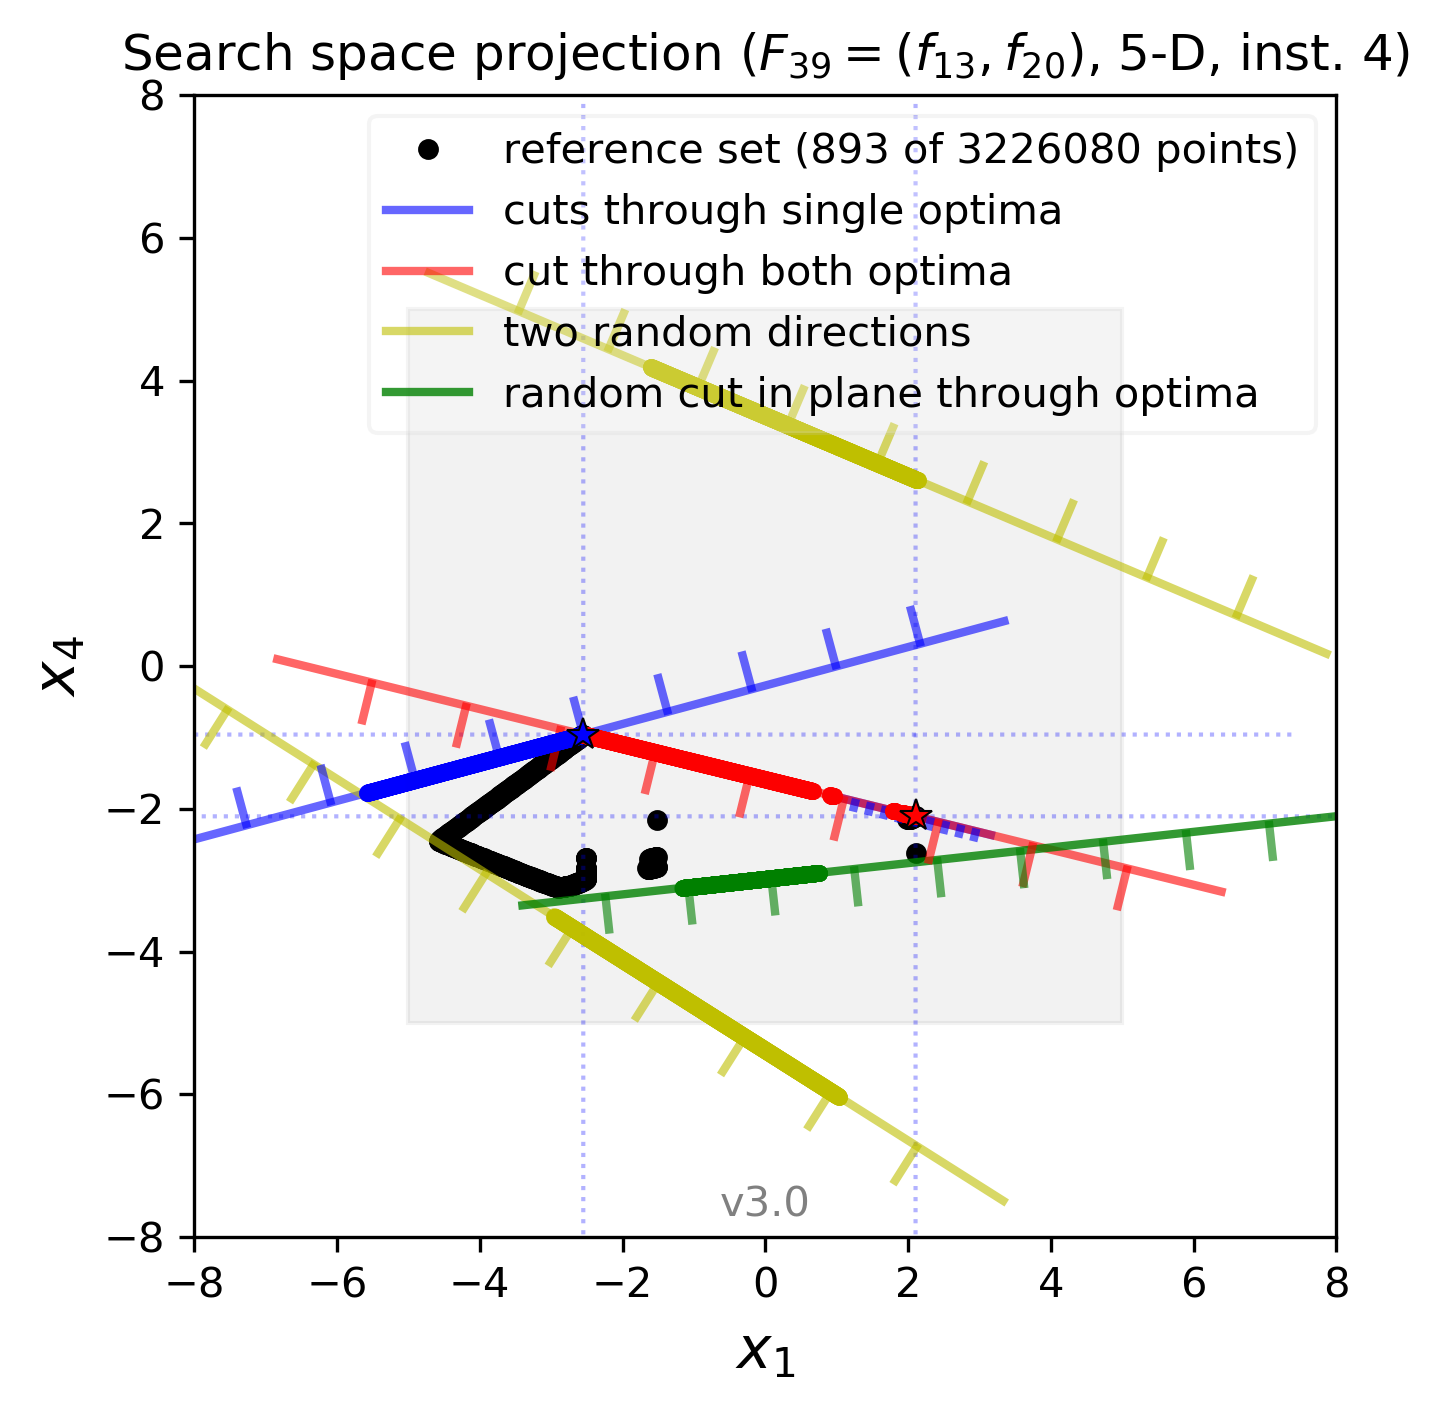 Search space projection (F39 = (f13, f20), 5-D, inst. 4)
reference set (893 of 3226080 points)
cuts through single optima
cut through both optima
two random directions
random cut in plane through optima
8
6
4
2
0
−2
−4
−6
−8
x4
v3.0
−8 −6 −4 −2 0 2 4 6 8
x1